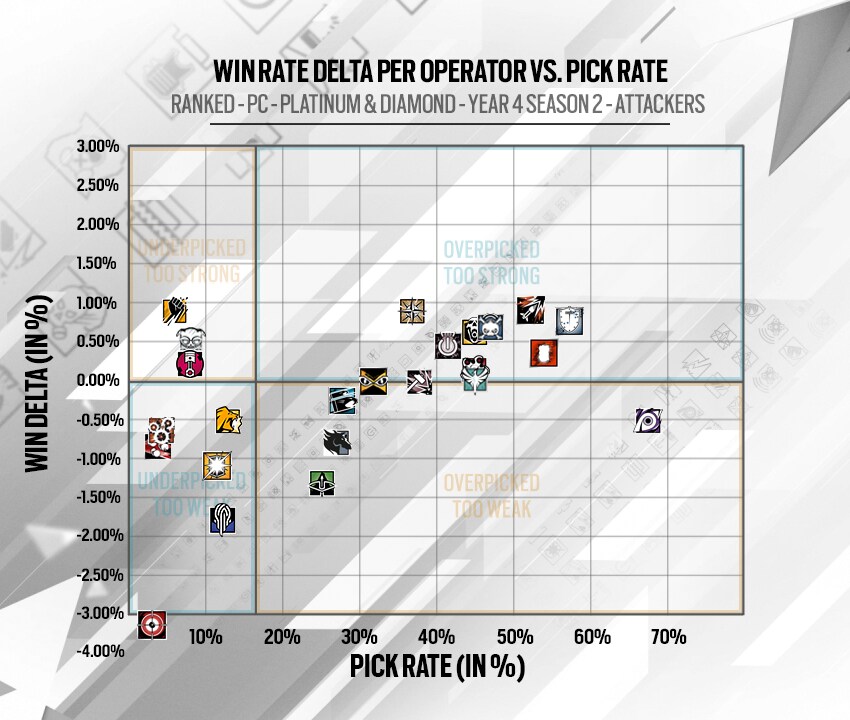 WIN RATE DELTA PER OPERATOR VS. PICK RATE
RANKED - PC - PLATINUM & DIAMOND - YEAR 4 SEASON 2 - ATTACKERS
3.00%
2.50%
2.00%
1.50%
1.00%
0.50%
0.00%
-0.50%
-1.00%
-1.50%
-2.00%
-2.50%
-3.00%
-4.00%
WIN DELTA (IN %)
UNDERPICKED
TOO STRONG
OVERPICKED
TOO STRONG
UNDERPICKED
TOO WEAK
OVERPICKED
TOO WEAK
10%
20%
30%
40%
50%
60%
70%
PICK RATE (IN %)